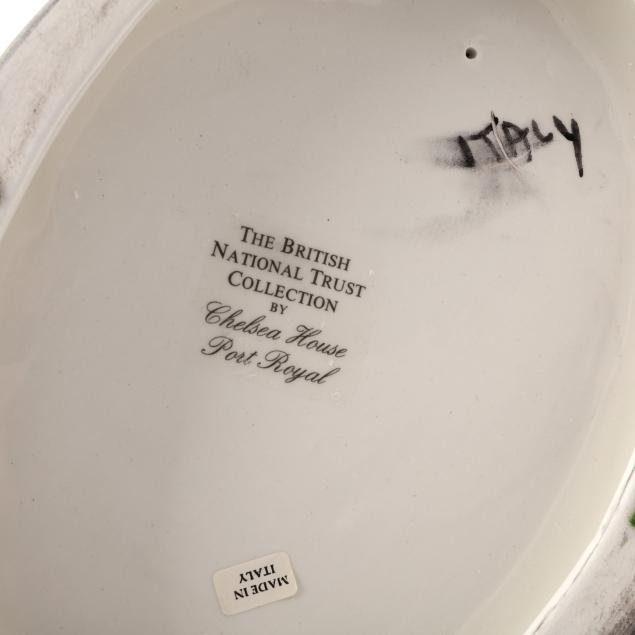 ITALY
THE BRITISH
NATIONAL TRUST
COLLECTION
BY
Chelsea House
Port Royal
MADE IN
ITALY